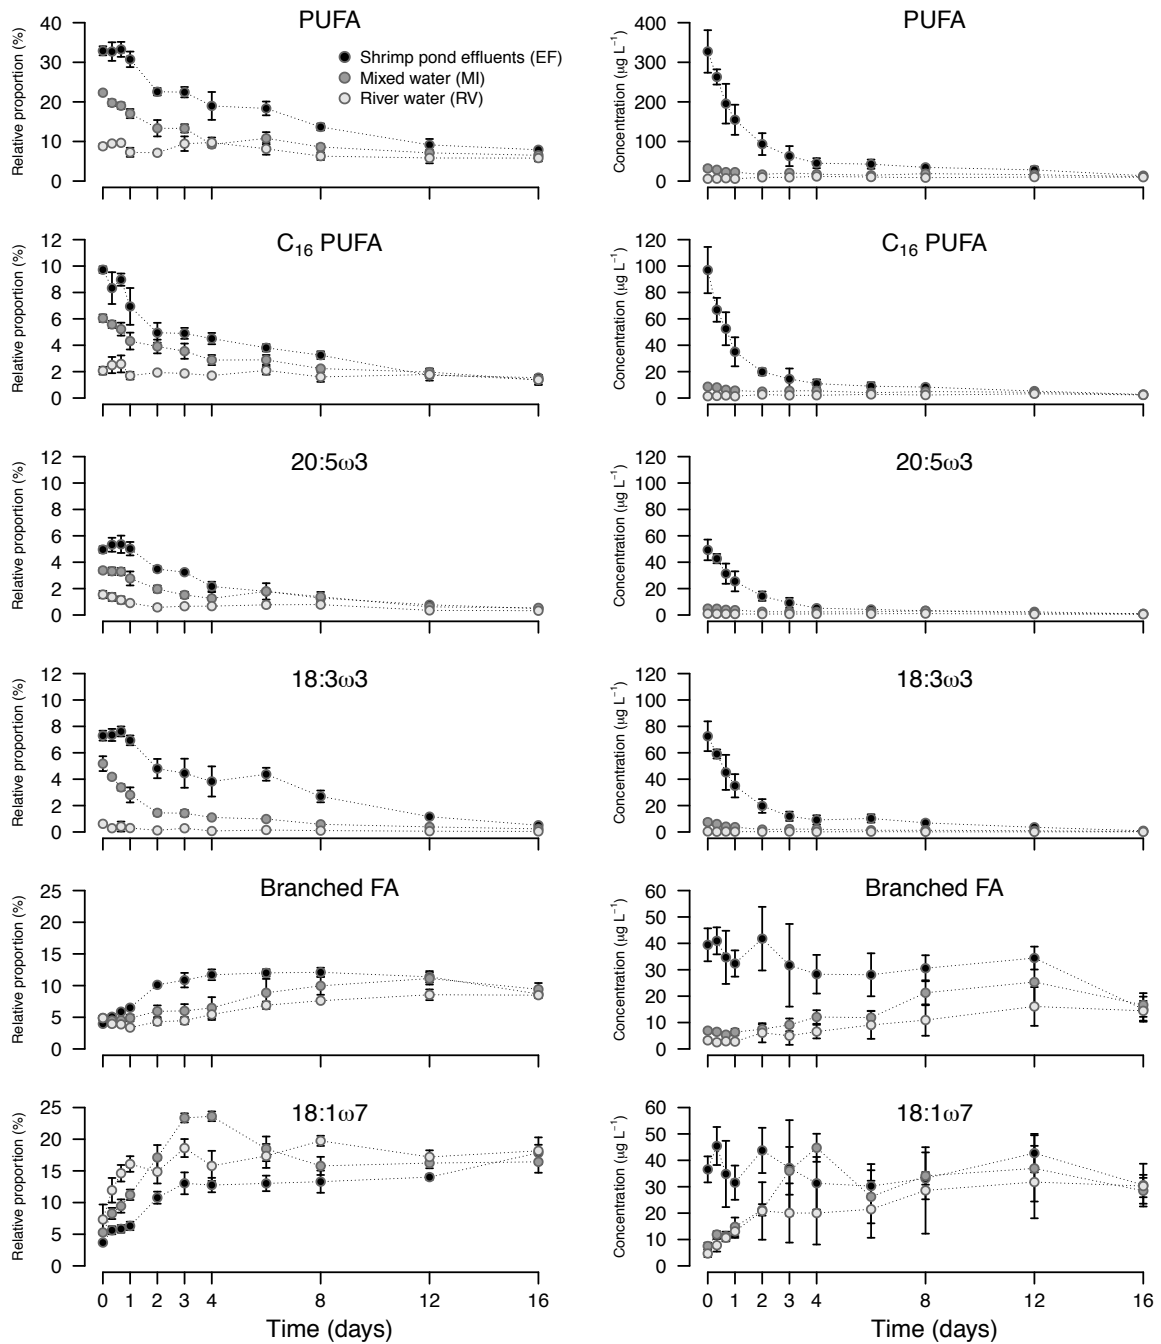 PUFA
Relative proportion (%)
40
30
20
10
0
Shrimp pond effluents (EF)
Mixed water (MI)
River water (RV)
PUFA
Concentration (μg L⁻¹)
400
300
200
100
0
C₁₆ PUFA
Relative proportion (%)
12
10
8
6
4
2
0
C₁₆ PUFA
Concentration (μg L⁻¹)
120
100
80
60
40
20
0
20:5ω3
Relative proportion (%)
12
10
8
6
4
2
0
20:5ω3
Concentration (μg L⁻¹)
120
100
80
60
40
20
0
18:3ω3
Relative proportion (%)
12
10
8
6
4
2
0
18:3ω3
Concentration (μg L⁻¹)
120
100
80
60
40
20
0
Branched FA
Relative proportion (%)
25
20
15
10
5
0
Branched FA
Concentration (μg L⁻¹)
60
50
40
30
20
10
0
18:1ω7
Relative proportion (%)
25
20
15
10
5
0
0 1 2 3 4 8 12 16
Time (days)
18:1ω7
Concentration (μg L⁻¹)
60
50
40
30
20
10
0
0 1 2 3 4 8 12 16
Time (days)